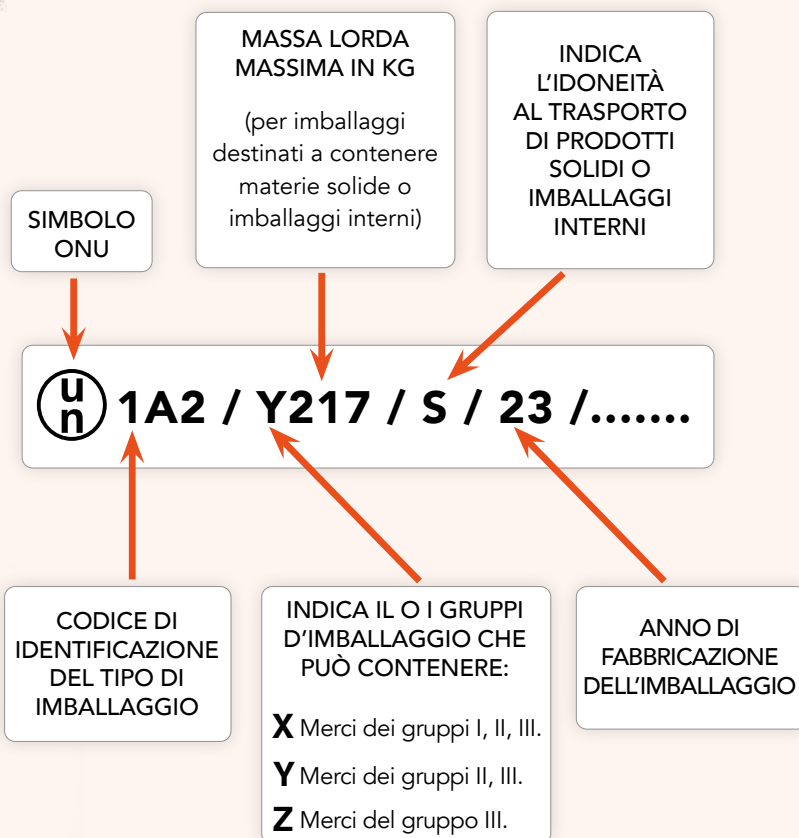 MASSA LORDA
MASSIMA IN KG
(per imballaggi
destinati a contenere
materie solide o
imballaggi interni)
INDICA
L'IDONEITÀ
AL TRASPORTO
DI PRODOTTI
SOLIDI O
IMBALLAGGI
INTERNI
SIMBOLO
ONU
un 1A2 / Y217 / S / 23 /.......
CODICE DI
IDENTIFICAZIONE
DEL TIPO DI
IMBALLAGGIO
INDICA IL O I GRUPPI
D'IMBALLAGGIO CHE
PUÒ CONTENERE:
X Merci dei gruppi I, II, III.
Y Merci dei gruppi II, III.
Z Merci del gruppo III.
ANNO DI
FABBRICAZIONE
DELL'IMBALLAGGIO